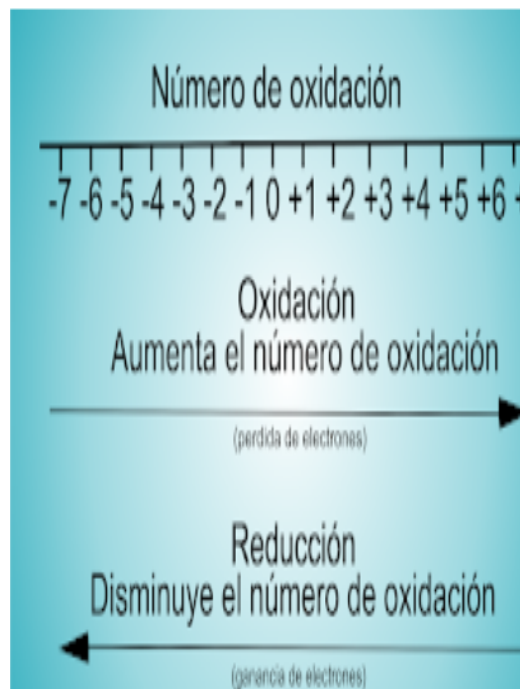 Número de oxidación
-7 -6 -5 -4 -3 -2 -1 0 +1 +2 +3 +4 +5 +6 +
Oxidación
Aumenta el número de oxidación
(perdida de electrones)
Reducción
Disminuye el número de oxidación
(ganancia de electrones)